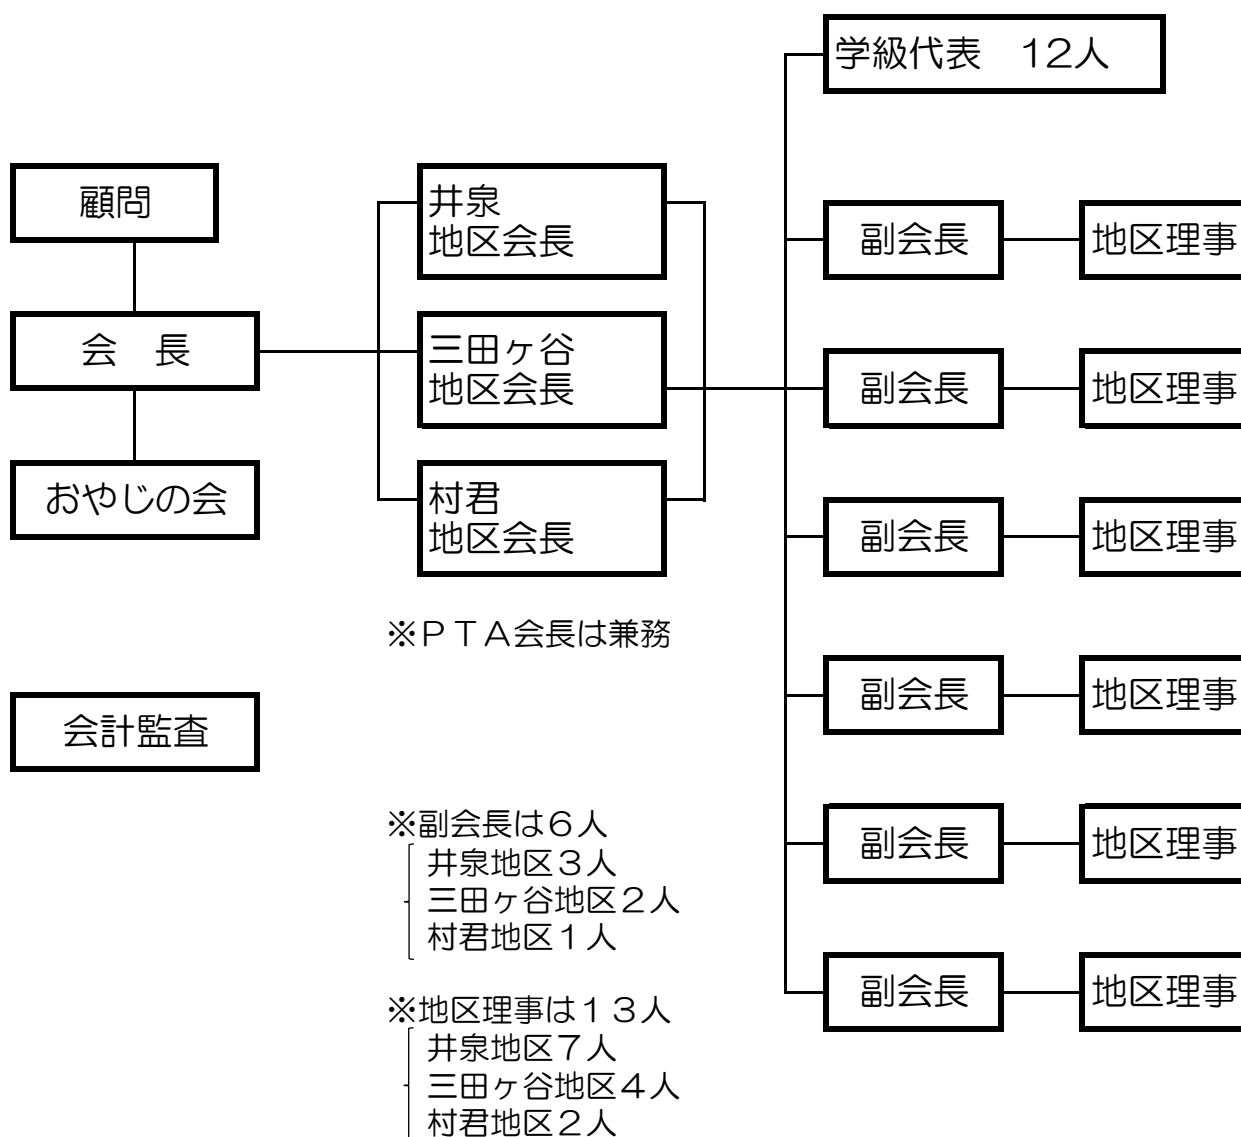 学級代表　12人
顧問
会　長
おやじの会
会計監査
井泉
地区会長
三田ヶ谷
地区会長
村君
地区会長
※ＰＴＡ会長は兼務
※副会長は６人
井泉地区３人
三田ヶ谷地区２人
村君地区１人
※地区理事は１３人
井泉地区７人
三田ヶ谷地区４人
村君地区２人
副会長
地区理事
副会長
地区理事
副会長
地区理事
副会長
地区理事
副会長
地区理事
副会長
地区理事